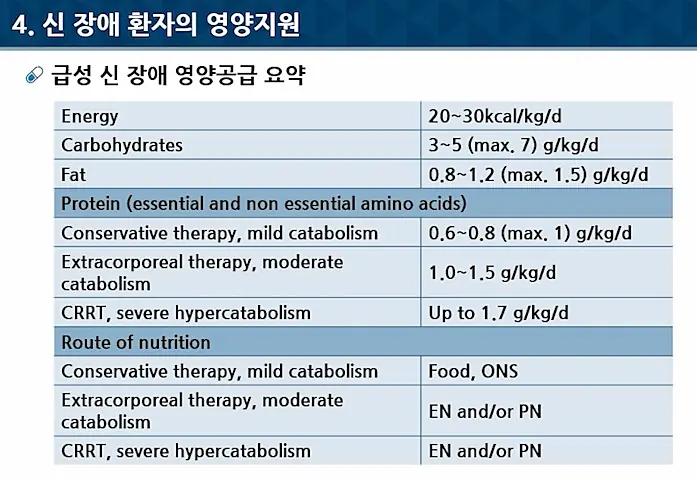 4. 신 장애 환자의 영양지원
급성 신 장애 영양공급 요약
Energy 20~30kcal/kg/d
Carbohydrates 3~5 (max. 7) g/kg/d
Fat 0.8~1.2 (max. 1.5) g/kg/d
Protein (essential and non essential amino acids)
Conservative therapy, mild catabolism 0.6~0.8 (max. 1) g/kg/d
Extracorporeal therapy, moderate
catabolism 1.0~1.5 g/kg/d
CRRT, severe hypercatabolism Up to 1.7 g/kg/d
Route of nutrition
Conservative therapy, mild catabolism Food, ONS
Extracorporeal therapy, moderate
catabolism EN and/or PN
CRRT, severe hypercatabolism EN and/or PN